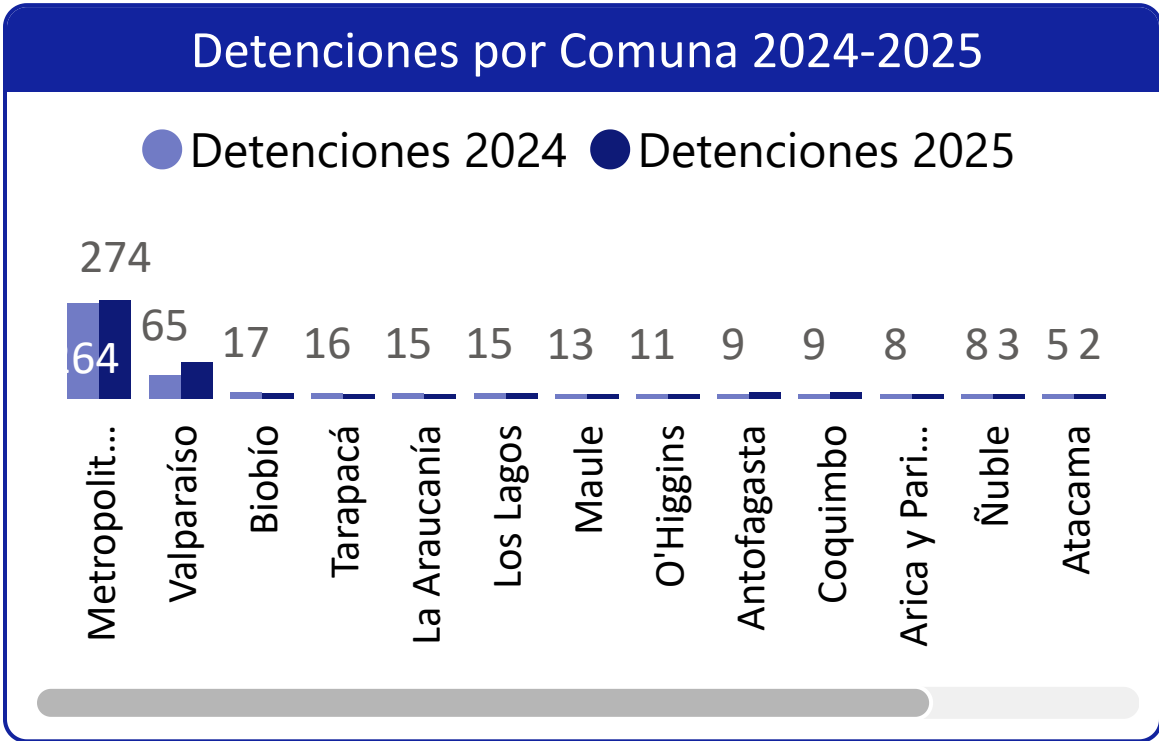 Detenciones por Comuna 2024-2025
Detenciones 2024 Detenciones 2025
274
65 17 16 15 15 13 11 9 9 8 8 3 5 2
64
Metropolit...
Valparaíso
Biobío
Tarapacá
La Araucanía
Los Lagos
Maule
O'Higgins
Antofagasta
Coquimbo
Arica y Pari...
Ñuble
Atacama